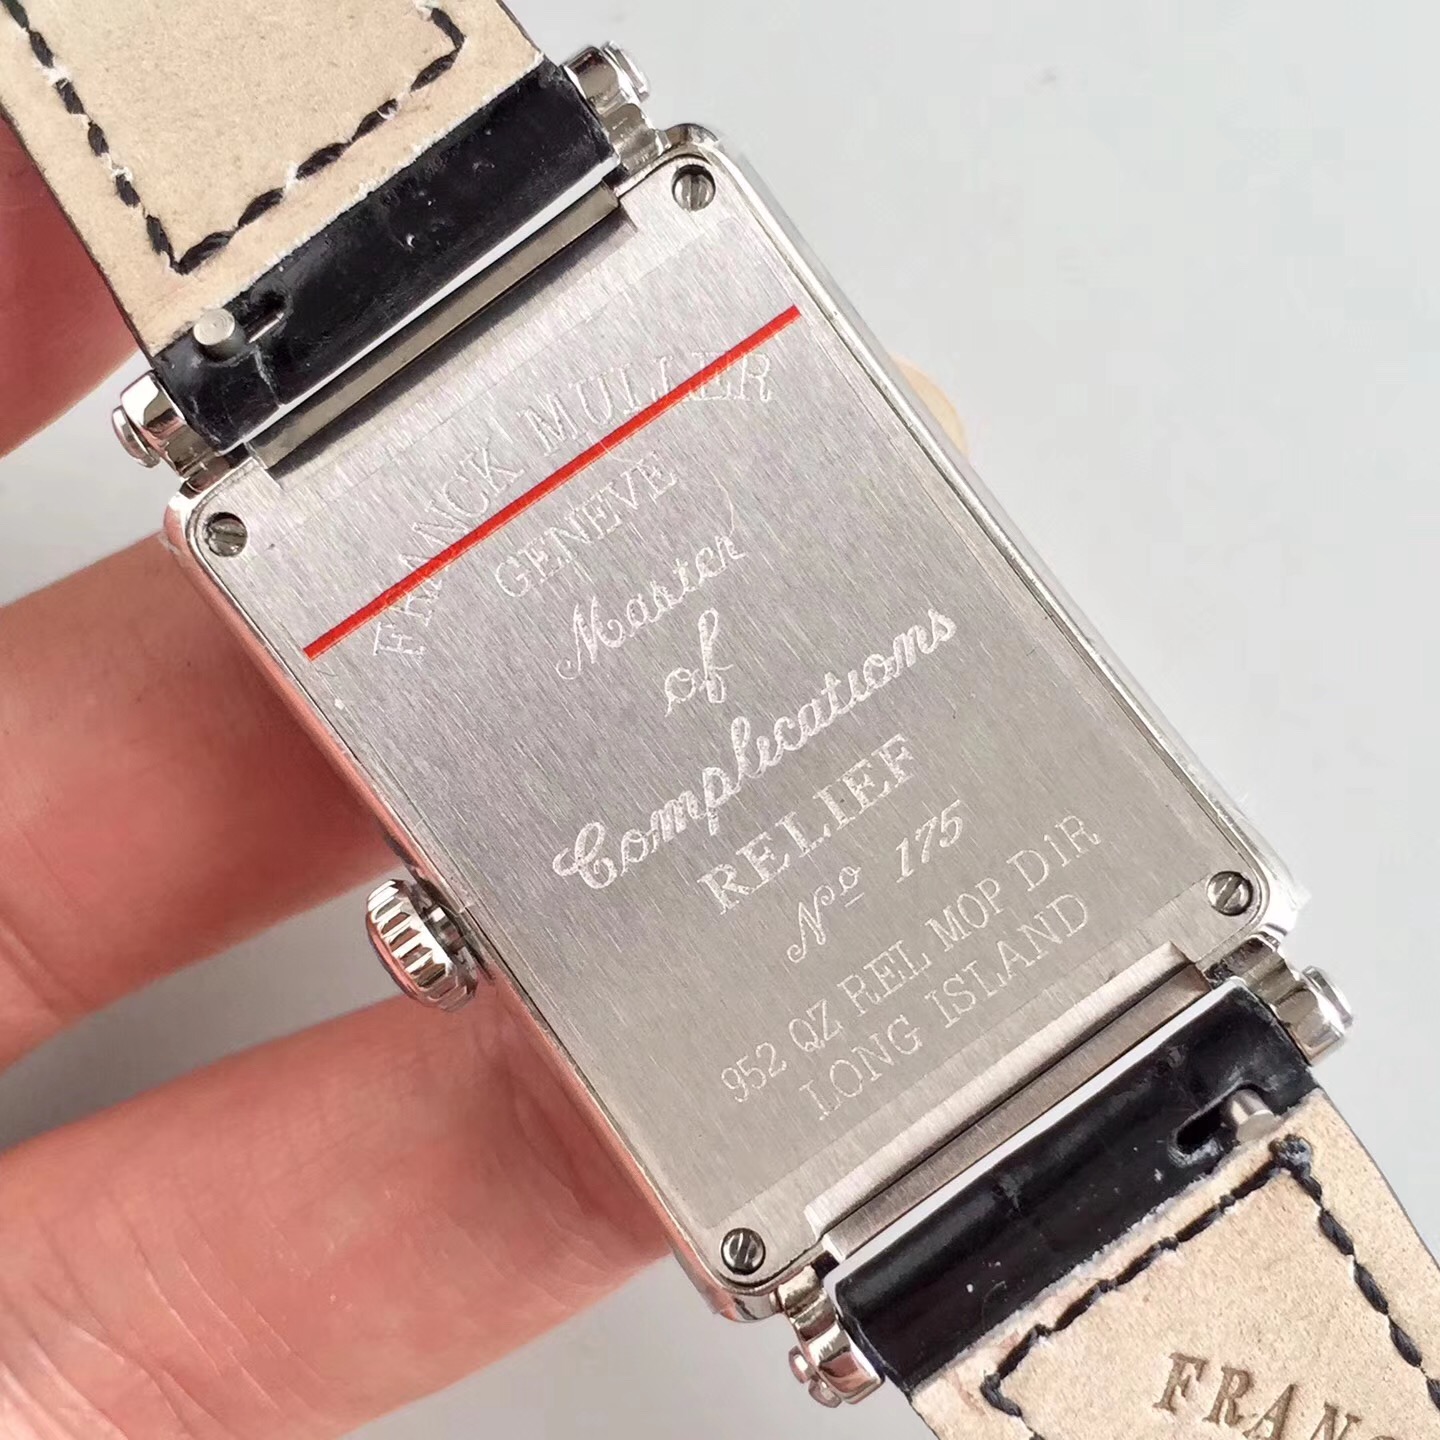 FRANCK MULLER
GENEVE
Master
of
Complications
RELIEF
Nº 175
952 QZ REL MOP D1R
LONG ISLAND
FRANC